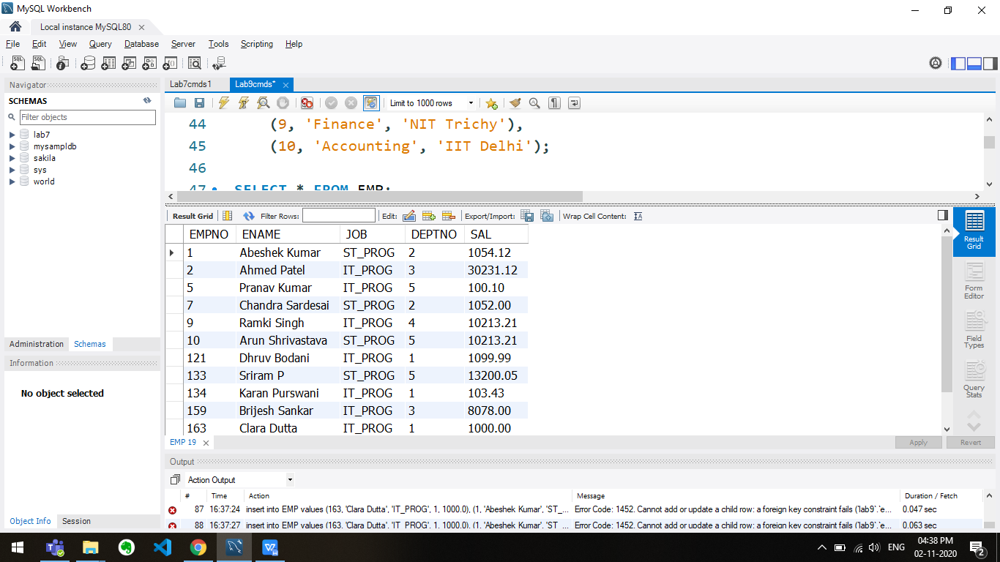 MySQL Workbench
Local instance MySQL80
File Edit View Query Database Server Tools Scripting Help
Navigator
SCHEMAS
Filter objects
lab7
mysampldb
sakila
sys
world
Administration Schemas
Information
No object selected
Object Info Session
Lab7cmds1 Lab9cmds*
Limit to 1000 rows
44 (9, 'Finance', 'NIT Trichy'),
45 (10, 'Accounting', 'IIT Delhi');
46
47 SELECT * FROM EMP;
Result Grid Filter Rows: Edit: Export/Import: Wrap Cell Content:
EMPNO ENAME JOB DEPTNO SAL
1 Abeshek Kumar ST_PROG 2 1054.12
2 Ahmed Patel IT_PROG 3 30231.12
5 Pranav Kumar IT_PROG 5 100.10
7 Chandra Sardesai ST_PROG 2 1052.00
9 Ramki Singh IT_PROG 4 10213.21
10 Arun Shrivastava ST_PROG 5 10213.21
121 Dhruv Bodani IT_PROG 1 1099.99
133 Sriram P ST_PROG 5 13200.05
134 Karan Purswani IT_PROG 1 103.43
159 Brijesh Sankar IT_PROG 3 8078.00
163 Clara Dutta IT_PROG 1 1000.00
Result
Grid
Form
Editor
Field
Types
Query
Stats
EMP 19
Apply Revert
Output
Action Output
# Time Action Message Duration / Fetch
87 16:37:24 insert into EMP values (163, 'Clara Dutta', 'IT_PROG', 1, 1000.0), (1, 'Abeshek Kumar', 'ST_... Error Code: 1452. Cannot add or update a child row: a foreign key constraint fails (`lab9`.`e... 0.047 sec
88 16:37:27 insert into EMP values (163, 'Clara Dutta', 'IT_PROG', 1, 1000.0), (1, 'Abeshek Kumar', 'ST_... Error Code: 1452. Cannot add or update a child row: a foreign key constraint fails (`lab9`.`e... 0.063 sec
ENG
04:38 PM
02-11-2020
2